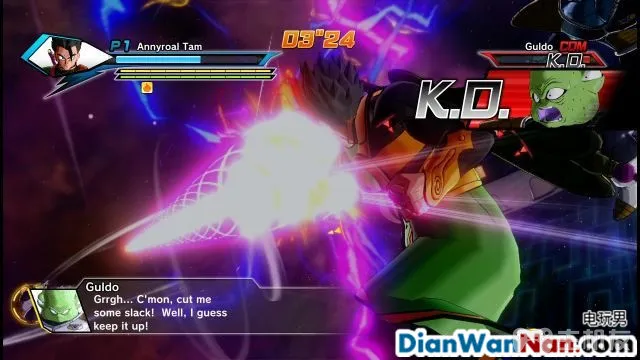 P1 Annyroal Tam
03"24
Guldo COM
K.O.
K.O.
Guldo
Grrgh... C'mon, cut me
some slack! Well, I guess
keep it up!
电玩男
DianWanNan.com